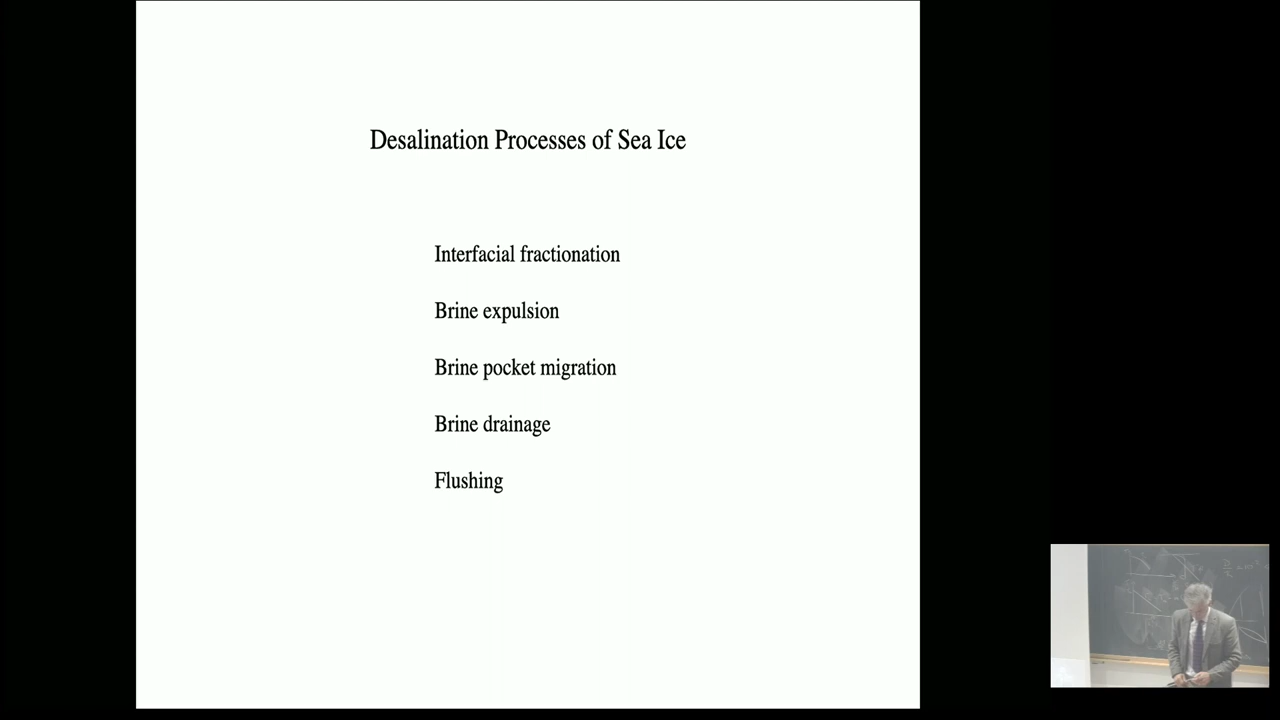 Desalination Processes of Sea Ice
Interfacial fractionation
Brine expulsion
Brine pocket migration
Brine drainage
Flushing